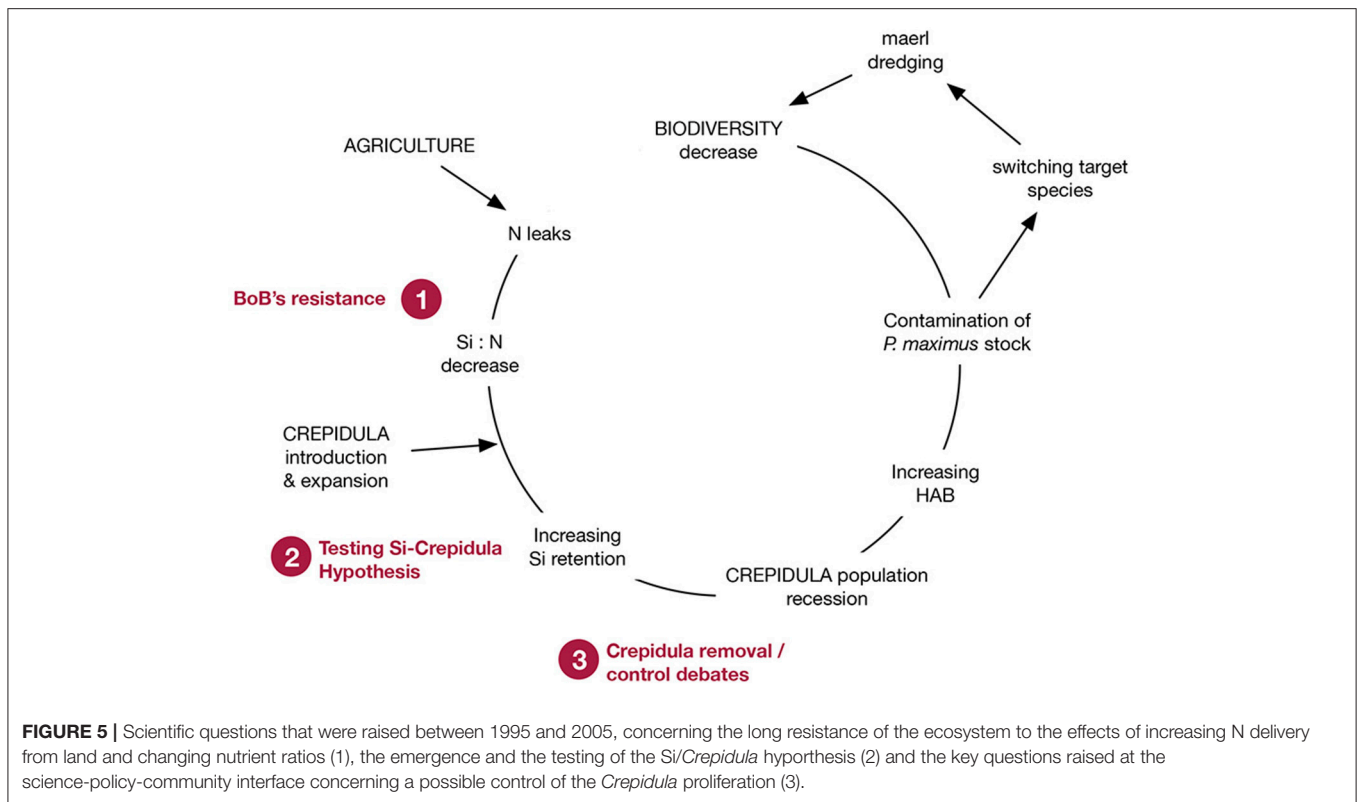 maerl
dredging
BIODIVERSITY
decrease
AGRICULTURE
switching target
species
N leaks
BoB's resistance 1
Contamination of
P. maximus stock
Si : N
decrease
CREPIDULA
introduction
& expansion
Increasing
HAB
2 Testing Si-Crepidula
Hypothesis
Increasing
Si retention
CREPIDULA population
recession
3 Crepidula removal /
control debates
FIGURE 5 | Scientific questions that were raised between 1995 and 2005, concerning the long resistance of the ecosystem to the effects of increasing N delivery
from land and changing nutrient ratios (1), the emergence and the testing of the Si/Crepidula hyporthesis (2) and the key questions raised at the
science-policy-community interface concerning a possible control of the Crepidula proliferation (3).